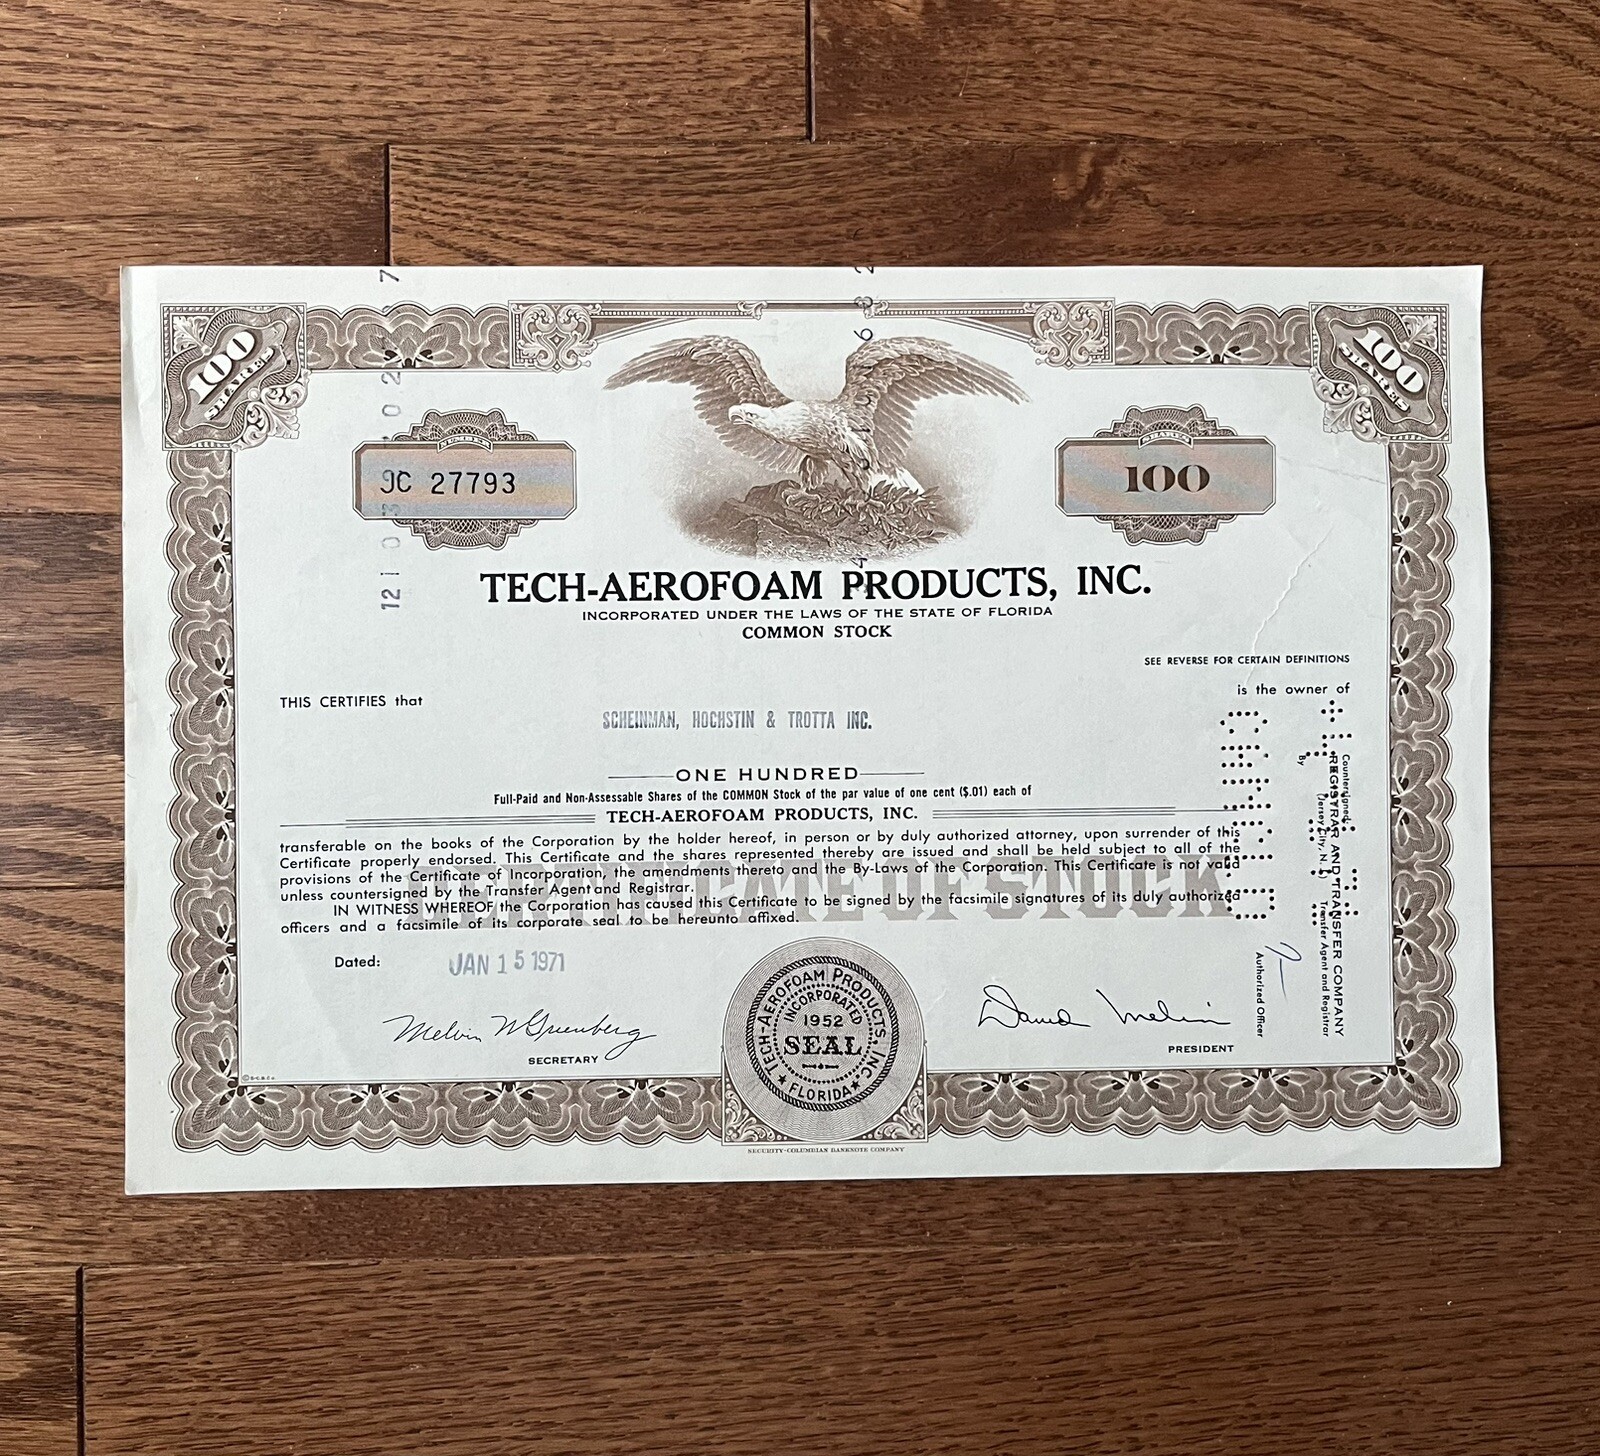 100
SHARES
100
SHARES
NUMBER
9C 27793
SHARES
100
TECH-AEROFOAM PRODUCTS, INC.
INCORPORATED UNDER THE LAWS OF THE STATE OF FLORIDA
COMMON STOCK
SEE REVERSE FOR CERTAIN DEFINITIONS
THIS CERTIFIES that
is the owner of
SCHEINMAN, HOCHSTIN & TROTTA INC.
ONE HUNDRED
Full-Paid and Non-Assessable Shares of the COMMON Stock of the par value of one cent ($.01) each of
TECH-AEROFOAM PRODUCTS, INC.
transferable on the books of the Corporation by the holder hereof, in person or by duly authorized attorney, upon surrender of this
Certificate properly endorsed. This Certificate and the shares represented thereby are issued and shall be held subject to all of the
provisions of the Certificate of Incorporation, the amendments thereto and the By-Laws of the Corporation. This Certificate is not valid
unless countersigned by the Transfer Agent and Registrar.
IN WITNESS WHEREOF the Corporation has caused this Certificate to be signed by the facsimile signatures of its duly authorized
officers and a facsimile of its corporate seal to be hereunto affixed.
CERTIFICATE OF STOCK
Dated:
JAN 15 1971
Melvin W Greenberg
SECRETARY
TECH-AEROFOAM PRODUCTS, INC.
INCORPORATED
1952
SEAL
FLORIDA
David Melvin
PRESIDENT
Countersigned:
REGISTRAR AND TRANSFER COMPANY
(Jersey City, N. J.) Transfer Agent and Registrar
By
Authorized Officer
CANCELLED
SECURITY-COLUMBIAN BANKNOTE COMPANY